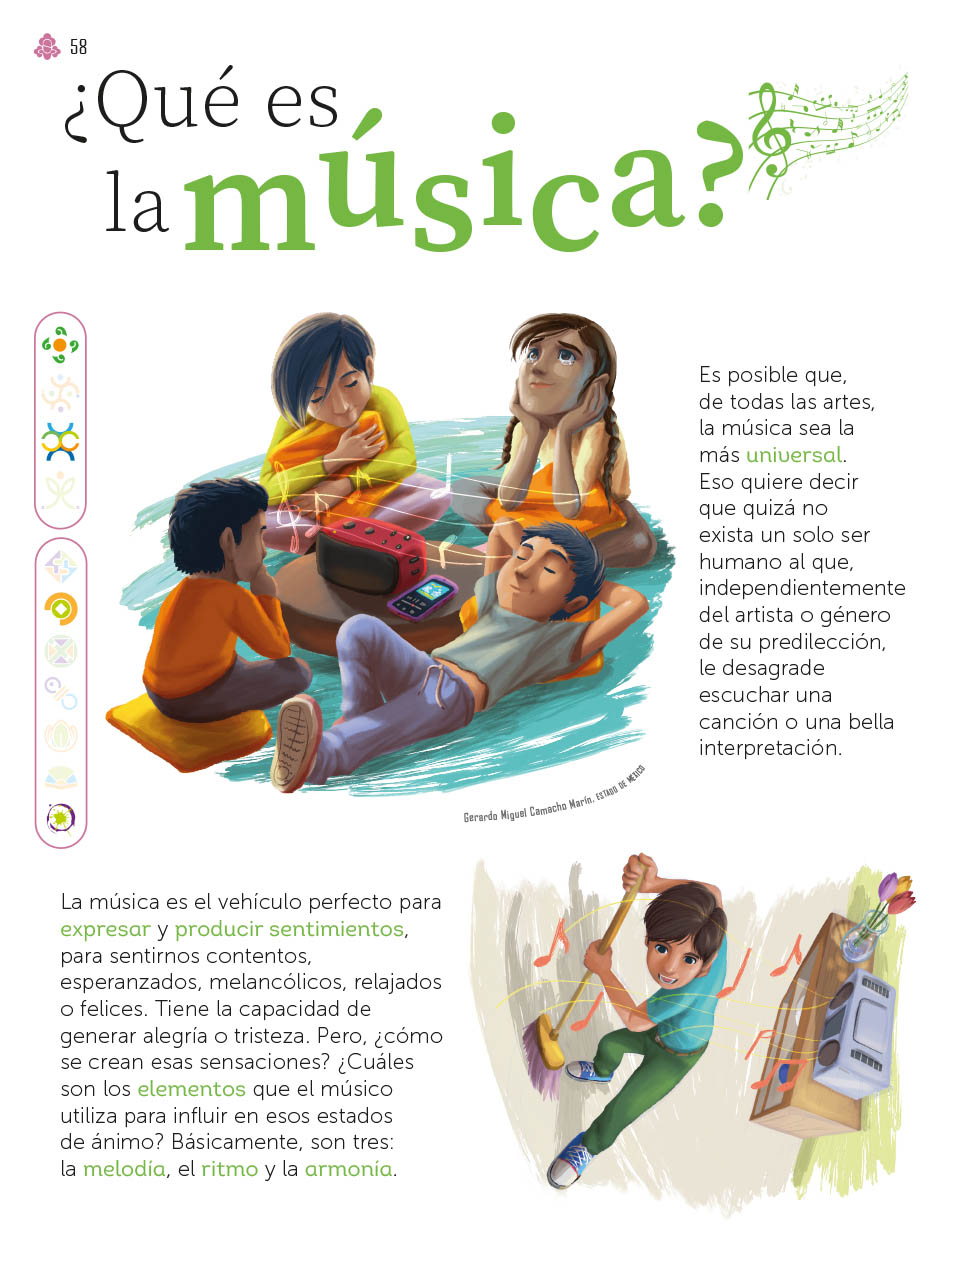 58
¿Qué es
la música?
Es posible que,
de todas las artes,
la música sea la
más universal.
Eso quiere decir
que quizá no
exista un solo ser
humano al que,
independientemente
del artista o género
de su predilección,
le desagrade
escuchar una
canción o una bella
interpretación.
Gerardo Miguel Camacho Marín, ESTADO DE MÉXICO
La música es el vehículo perfecto para
expresar y producir sentimientos,
para sentirnos contentos,
esperanzados, melancólicos, relajados
o felices. Tiene la capacidad de
generar alegría o tristeza. Pero, ¿cómo
se crean esas sensaciones? ¿Cuáles
son los elementos que el músico
utiliza para influir en esos estados
de ánimo? Básicamente, son tres:
la melodía, el ritmo y la armonía.